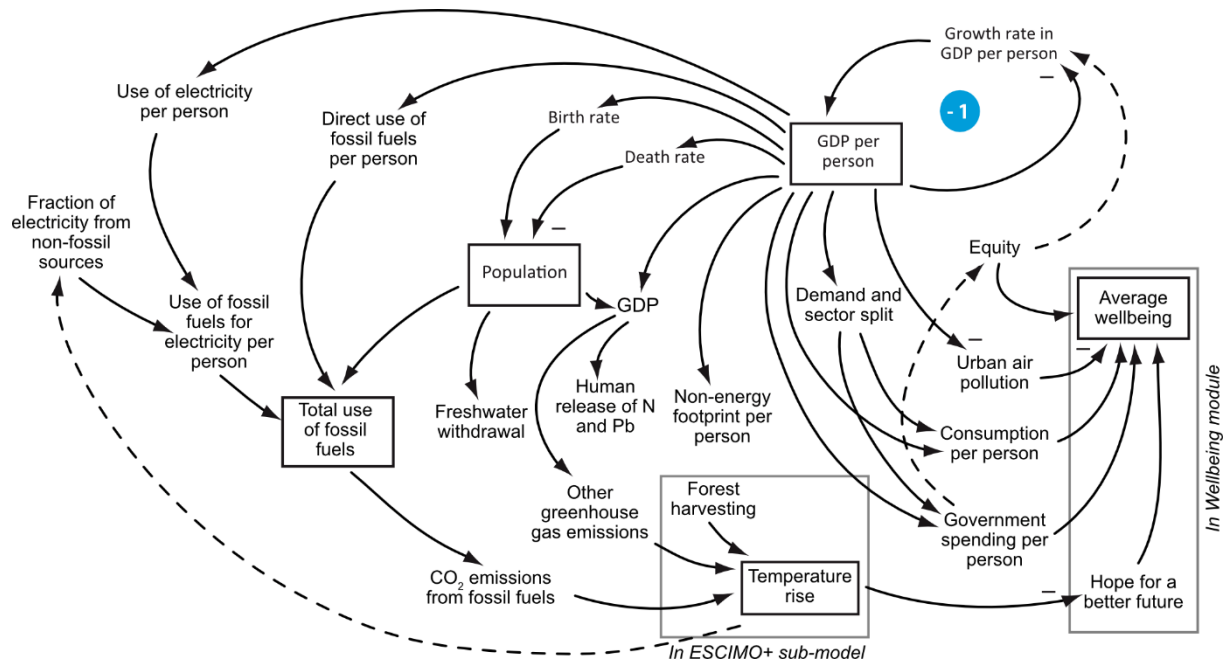 Growth rate in
GDP per person
–
- 1
Use of electricity
per person
Direct use of
fossil fuels
per person
Birth rate
Death rate
GDP per
person
Fraction of
electricity from
non-fossil
sources
–
Population
Equity
GDP
Demand and
sector split
Average
wellbeing
Use of fossil
fuels for
electricity per
person
–
–
Urban air
pollution
Human
release of N
and Pb
Non-energy
footprint per
person
Freshwater
withdrawal
Total use
of fossil
fuels
Consumption
per person
In Wellbeing module
Other
greenhouse
gas emissions
Forest
harvesting
Government
spending per
person
CO₂ emissions
from fossil fuels
Temperature
rise
–
Hope for a
better future
In ESCIMO+ sub-model